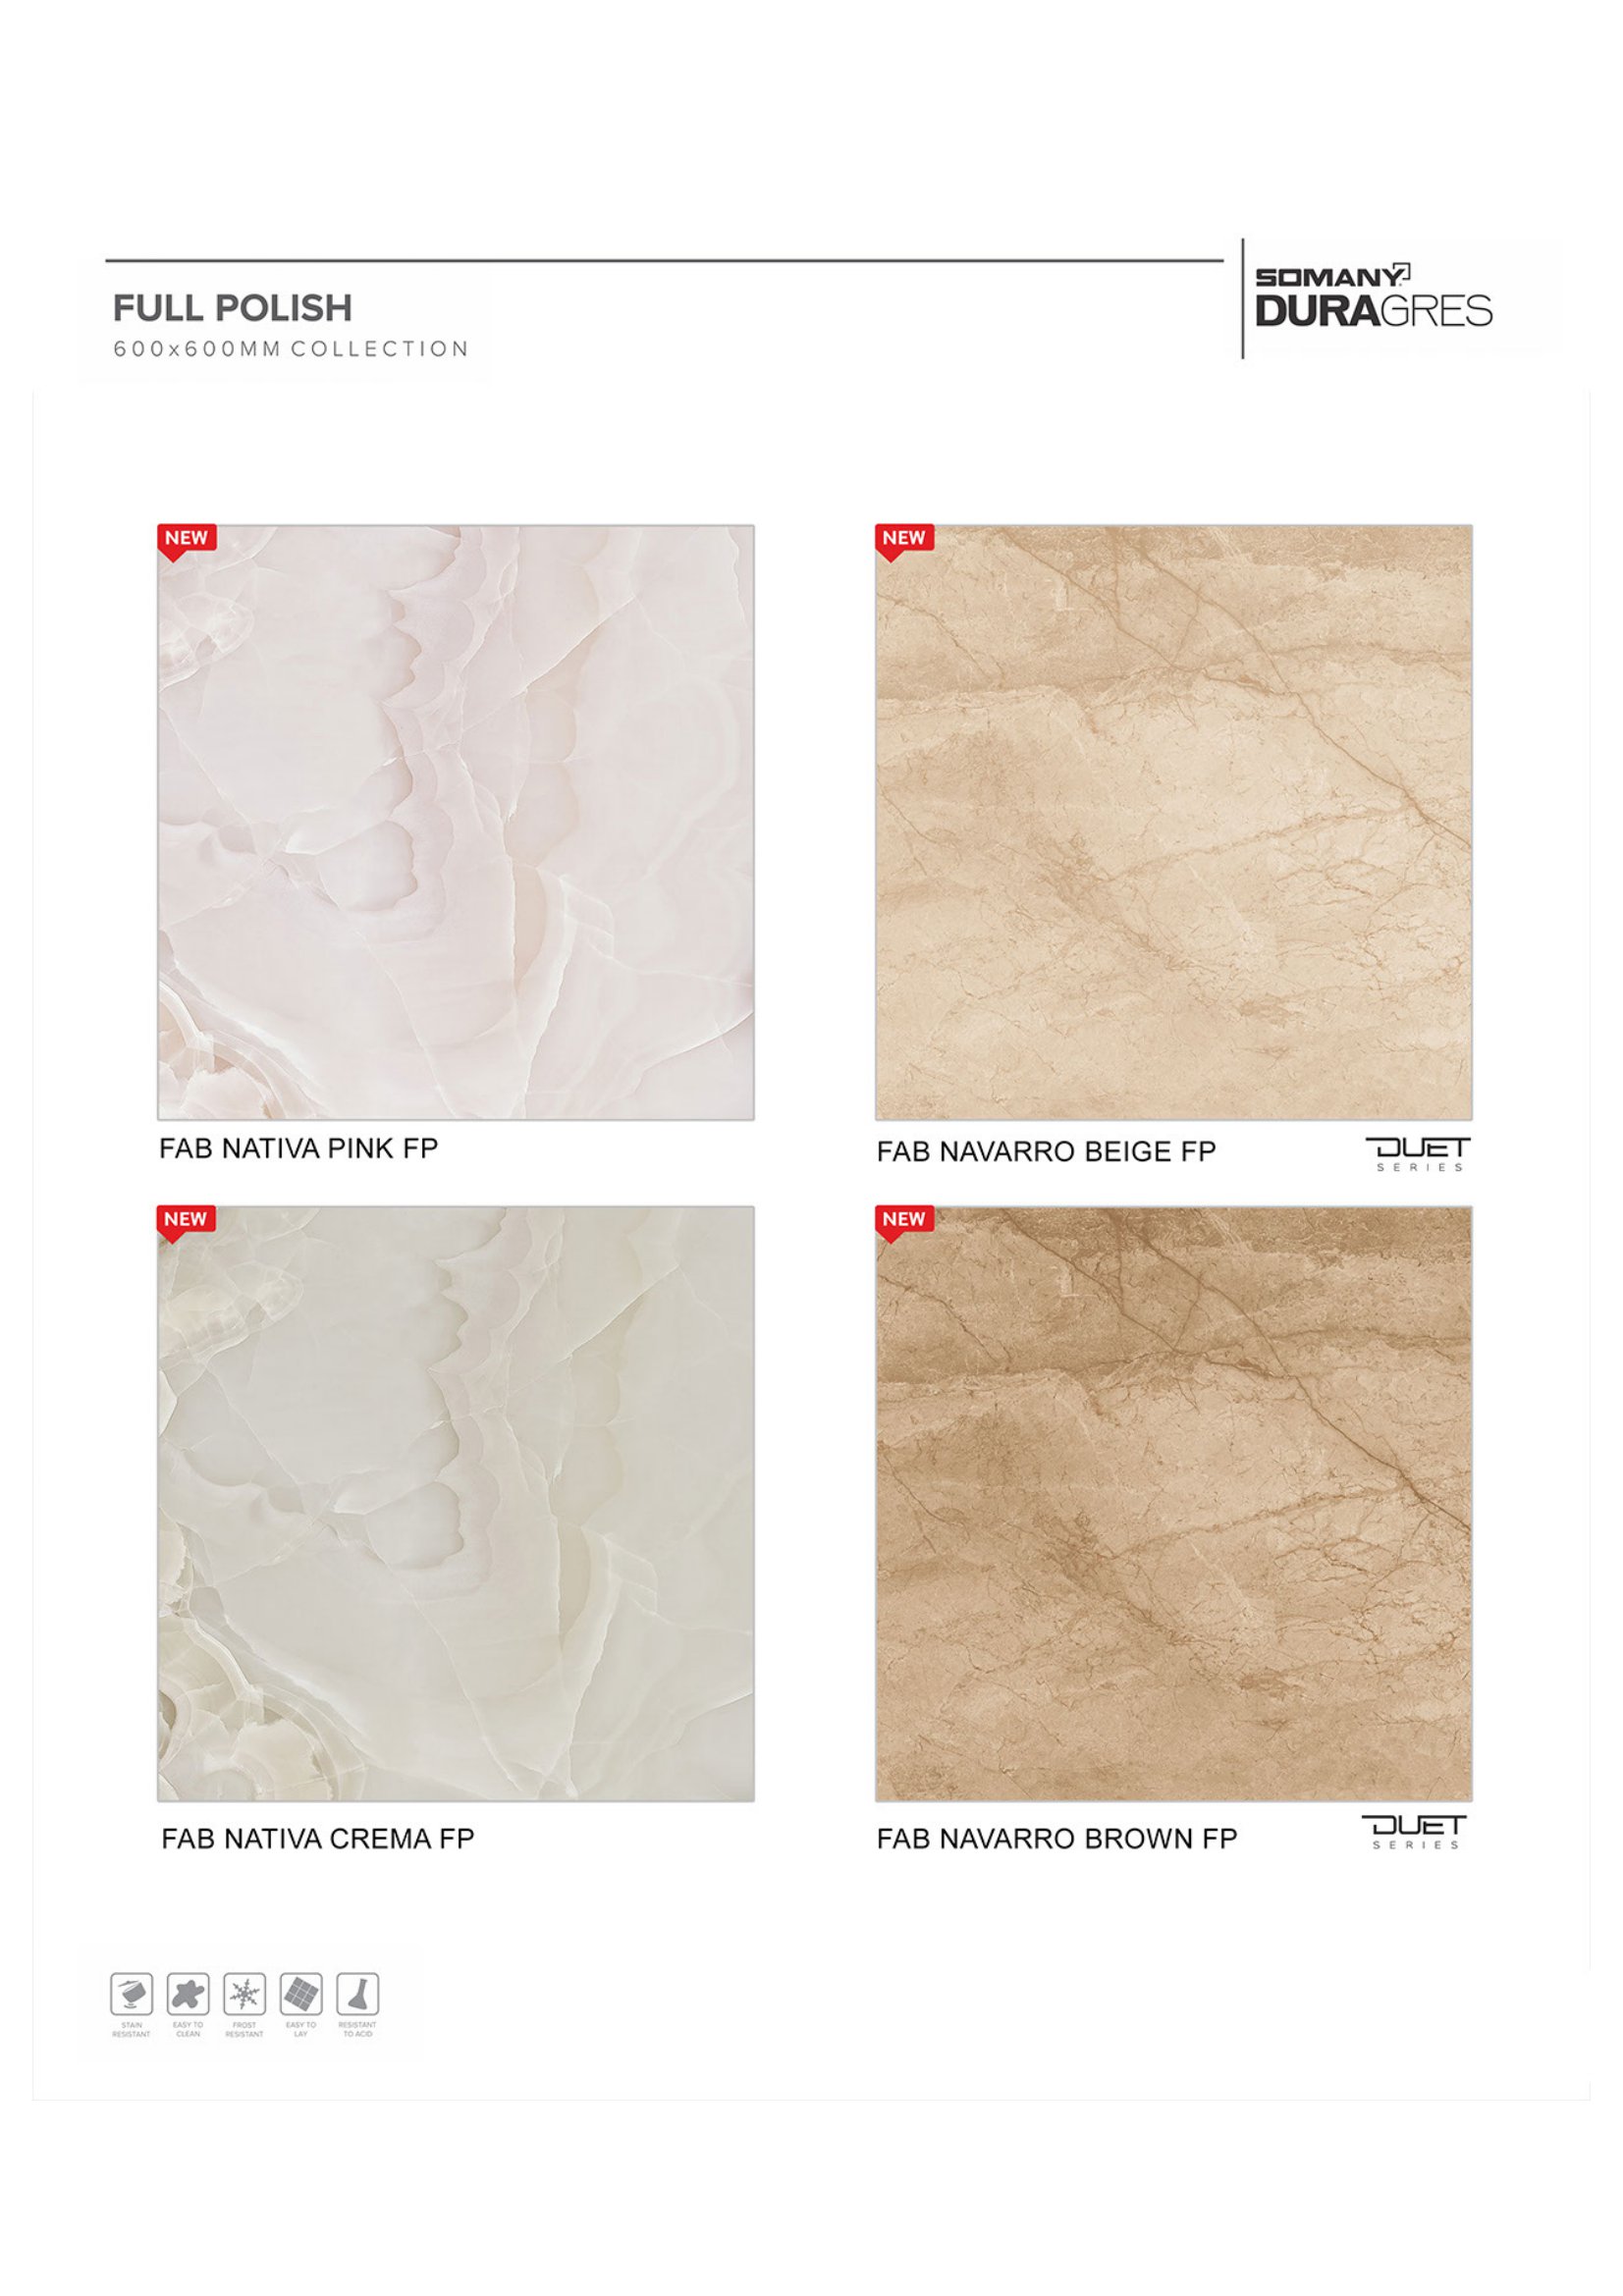 FULL POLISH
600x600MM COLLECTION
SOMANY
DURAGRES
NEW
NEW
FAB NATIVA PINK FP
FAB NAVARRO BEIGE FP
DUET
SERIES
NEW
NEW
FAB NATIVA CREMA FP
FAB NAVARRO BROWN FP
DUET
SERIES
STAIN
RESISTANT
EASY TO
CLEAN
FROST
RESISTANT
EASY TO
LAY
RESISTANT
TO ACID